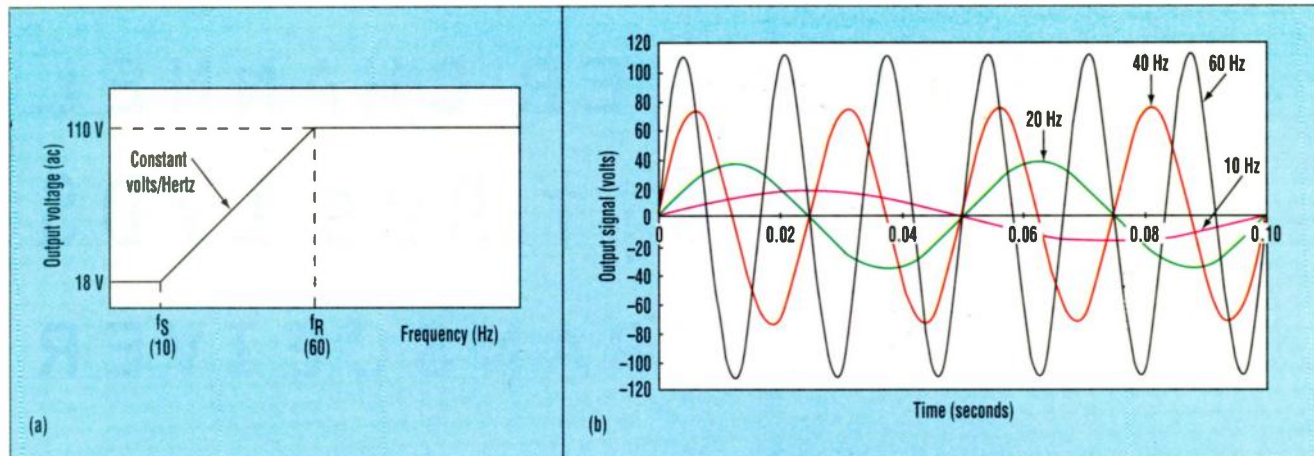 110 V
Constant
volts/Hertz
Output voltage (ac)
18 V
fS
(10)
fR
(60)
Frequency (Hz)
(a)
120
100
80
60
40
20
0
−20
−40
−60
−80
−100
−120
Output signal (volts)
40 Hz
60 Hz
20 Hz
10 Hz
0
0.02
0.04
0.06
0.08
0.10
Time (seconds)
(b)